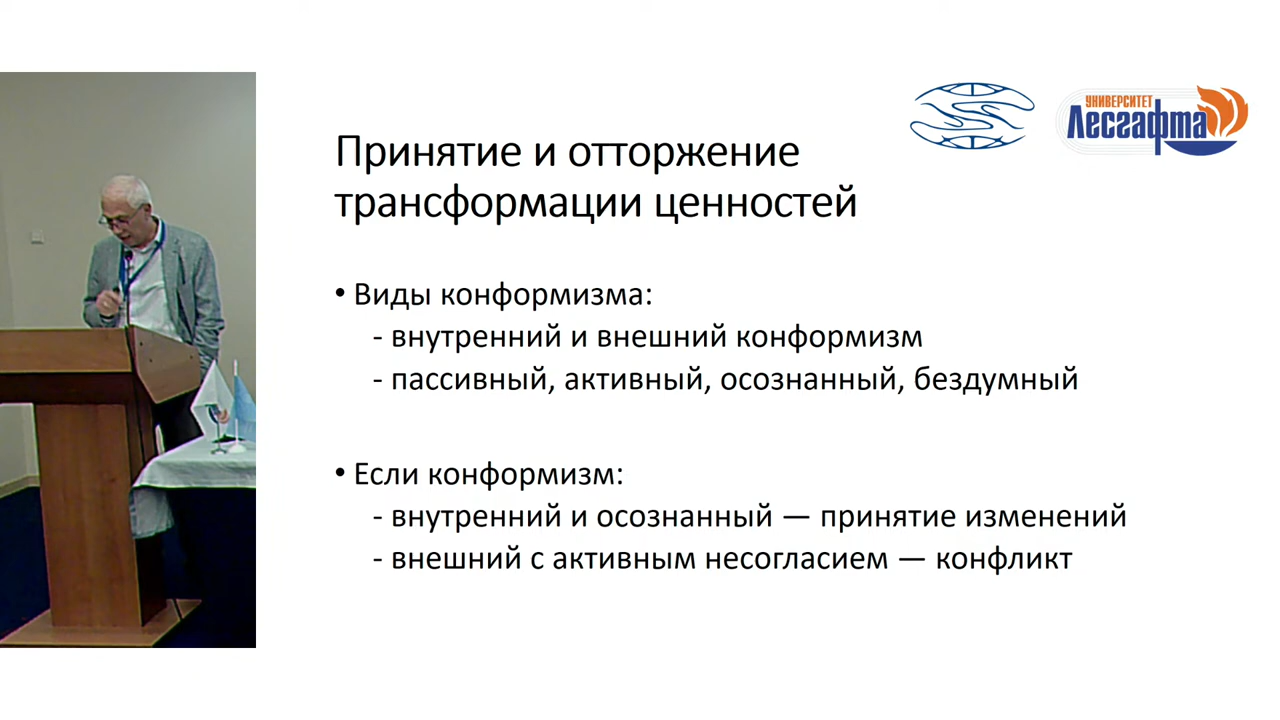 УНИВЕРСИТЕТ
Лесгафта
Принятие и отторжение
трансформации ценностей
• Виды конформизма:
- внутренний и внешний конформизм
- пассивный, активный, осознанный, бездумный
• Если конформизм:
- внутренний и осознанный — принятие изменений
- внешний с активным несогласием — конфликт